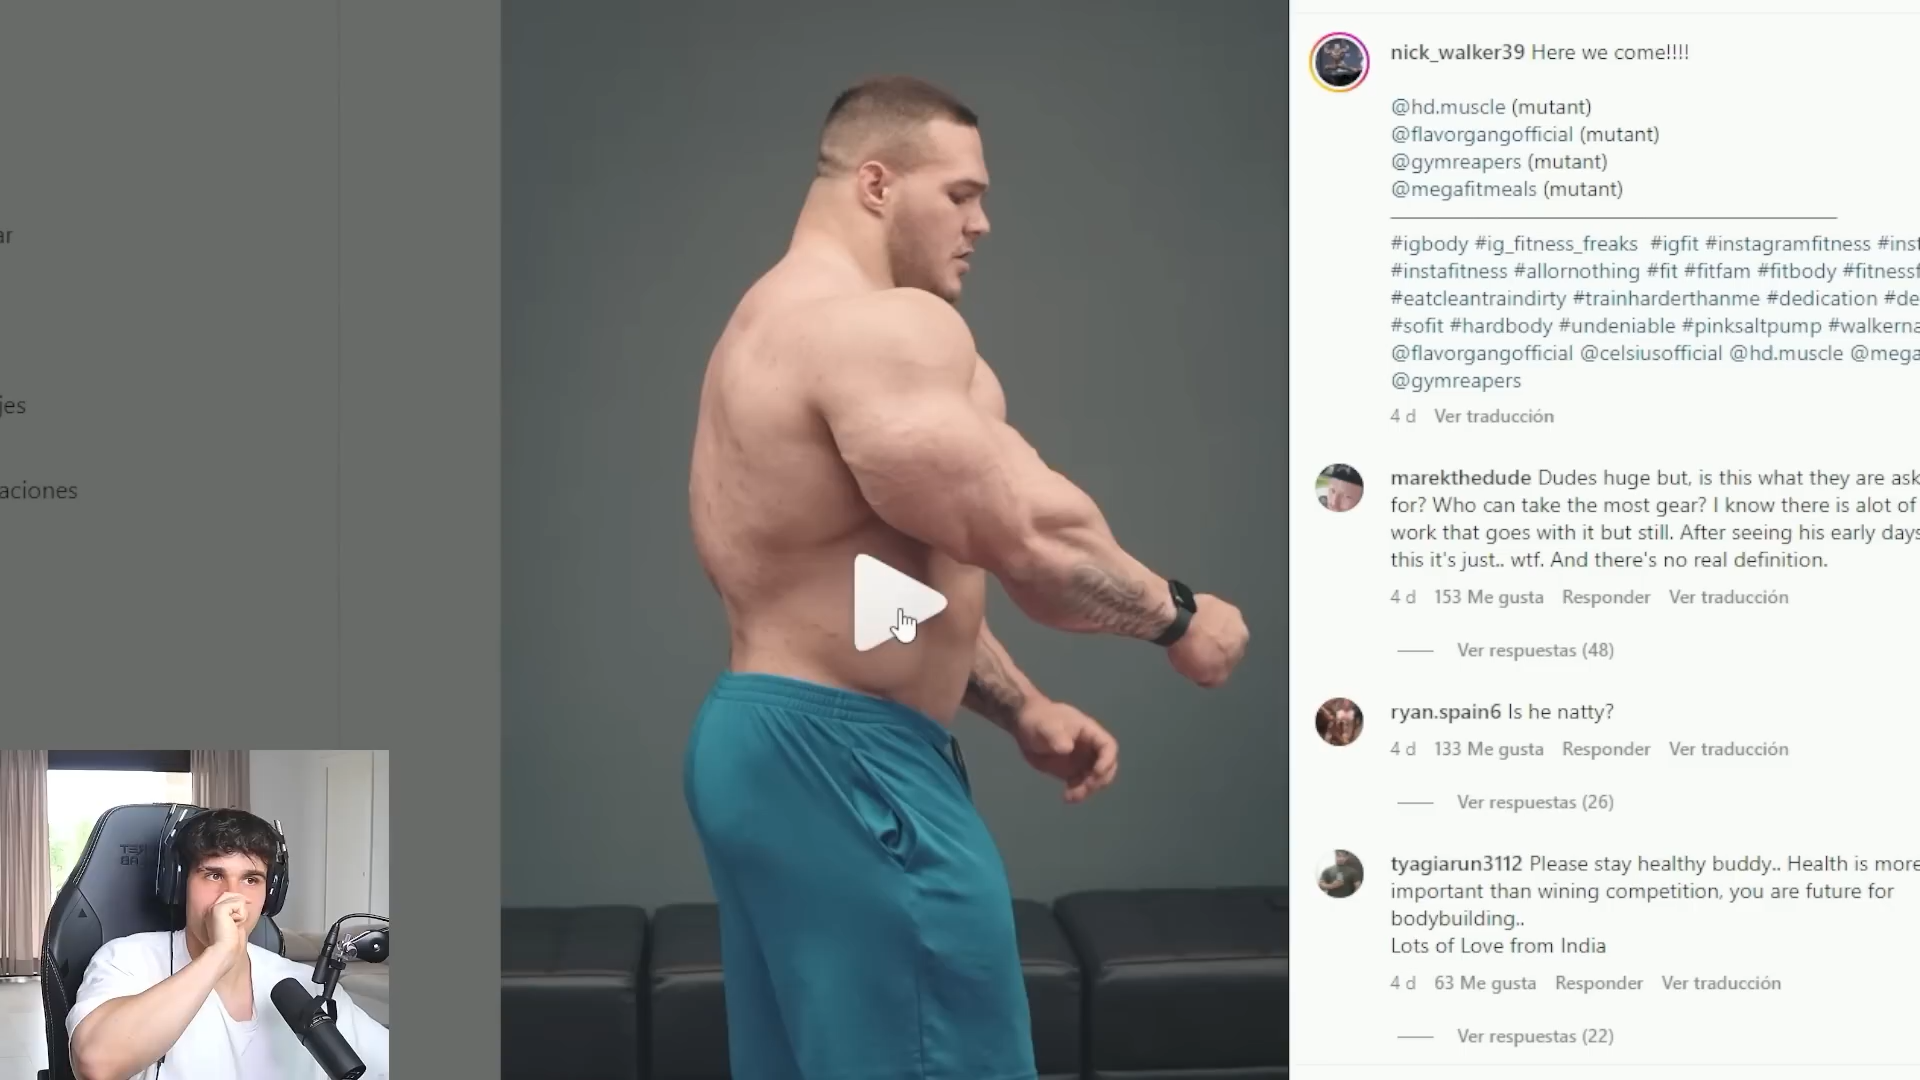 ar
jes
aciones
nick_walker39 Here we come!!!!
@hd.muscle (mutant)
@flavorgangofficial (mutant)
@gymreapers (mutant)
@megafitmeals (mutant)
#igbody #ig_fitness_freaks #igfit #instagramfitness #inst
#instafitness #allornothing #fit #fitfam #fitbody #fitnessf
#eatcleantraindirty #trainharderthanme #dedication #de
#sofit #hardbody #undeniable #pinksaltpump #walkerna
@flavorgangofficial @celsiusofficial @hd.muscle @mega
@gymreapers
4 d Ver traducción
marekthedude Dudes huge but, is this what they are ask
for? Who can take the most gear? I know there is alot of
work that goes with it but still. After seeing his early days
this it's just.. wtf. And there's no real definition.
4 d 153 Me gusta Responder Ver traducción
Ver respuestas (48)
ryan.spain6 Is he natty?
4 d 133 Me gusta Responder Ver traducción
Ver respuestas (26)
tyagiarun3112 Please stay healthy buddy.. Health is more
important than wining competition, you are future for
bodybuilding..
Lots of Love from India
4 d 63 Me gusta Responder Ver traducción
Ver respuestas (22)